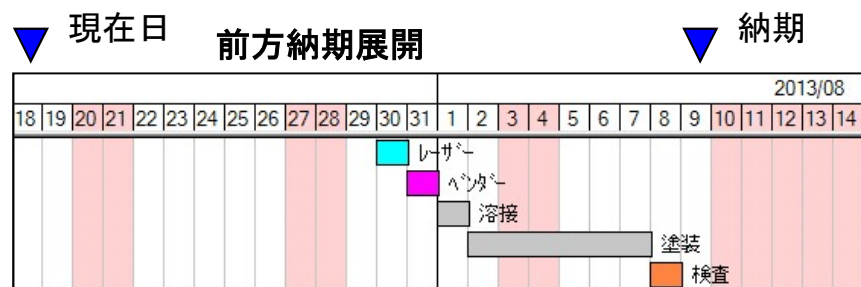 現在日
前方納期展開
納期
2013/08
18 19 20 21 22 23 24 25 26 27 28 29 30 31 1 2 3 4 5 6 7 8 9 10 11 12 13 14
ﾚｰｻﾞｰ
ﾍﾞﾝﾀﾞｰ
溶接
塗装
検査